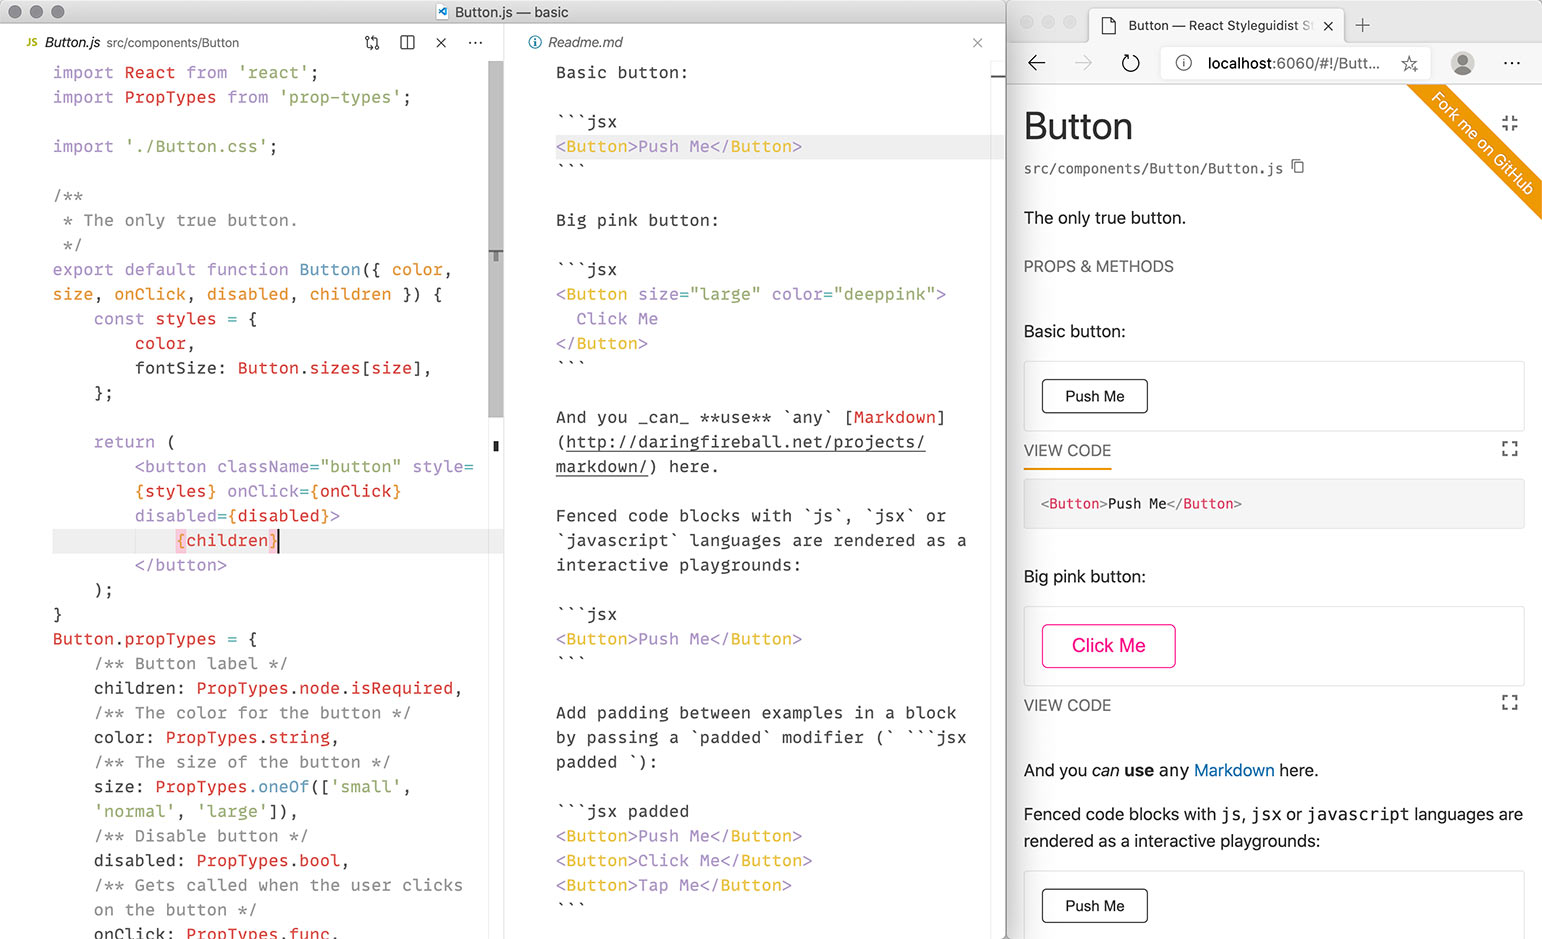 Button.js — basic
JS Button.js src/components/Button
import React from 'react';
import PropTypes from 'prop-types';
import './Button.css';
/**
* The only true button.
*/
export default function Button({ color,
size, onClick, disabled, children }) {
const styles = {
color,
fontSize: Button.sizes[size],
};
return (
<button className="button" style=
{styles} onClick={onClick}
disabled={disabled}>
{children}
</button>
);
}
Button.propTypes = {
/** Button label */
children: PropTypes.node.isRequired,
/** The color for the button */
color: PropTypes.string,
/** The size of the button */
size: PropTypes.oneOf(['small',
'normal', 'large']),
/** Disable button */
disabled: PropTypes.bool,
/** Gets called when the user clicks
on the button */
onClick: PropTypes.func,
Readme.md
Basic button:
```jsx
<Button>Push Me</Button>
```
Big pink button:
```jsx
<Button size="large" color="deeppink">
Click Me
</Button>
```
And you _can_ **use** `any` [Markdown]
(http://daringfireball.net/projects/
markdown/) here.
Fenced code blocks with `js`, `jsx` or
`javascript` languages are rendered as a
interactive playgrounds:
```jsx
<Button>Push Me</Button>
```
Add padding between examples in a block
by passing a `padded` modifier (` ```jsx
padded `):
```jsx padded
<Button>Push Me</Button>
<Button>Click Me</Button>
<Button>Tap Me</Button>
```
Button — React Styleguidist S
localhost:6060/#!/Butt...
Fork me on GitHub
Button
src/components/Button/Button.js
The only true button.
PROPS & METHODS
Basic button:
Push Me
VIEW CODE
<Button>Push Me</Button>
Big pink button:
Click Me
VIEW CODE
And you can use any Markdown here.
Fenced code blocks with js, jsx or javascript languages are
rendered as a interactive playgrounds:
Push Me